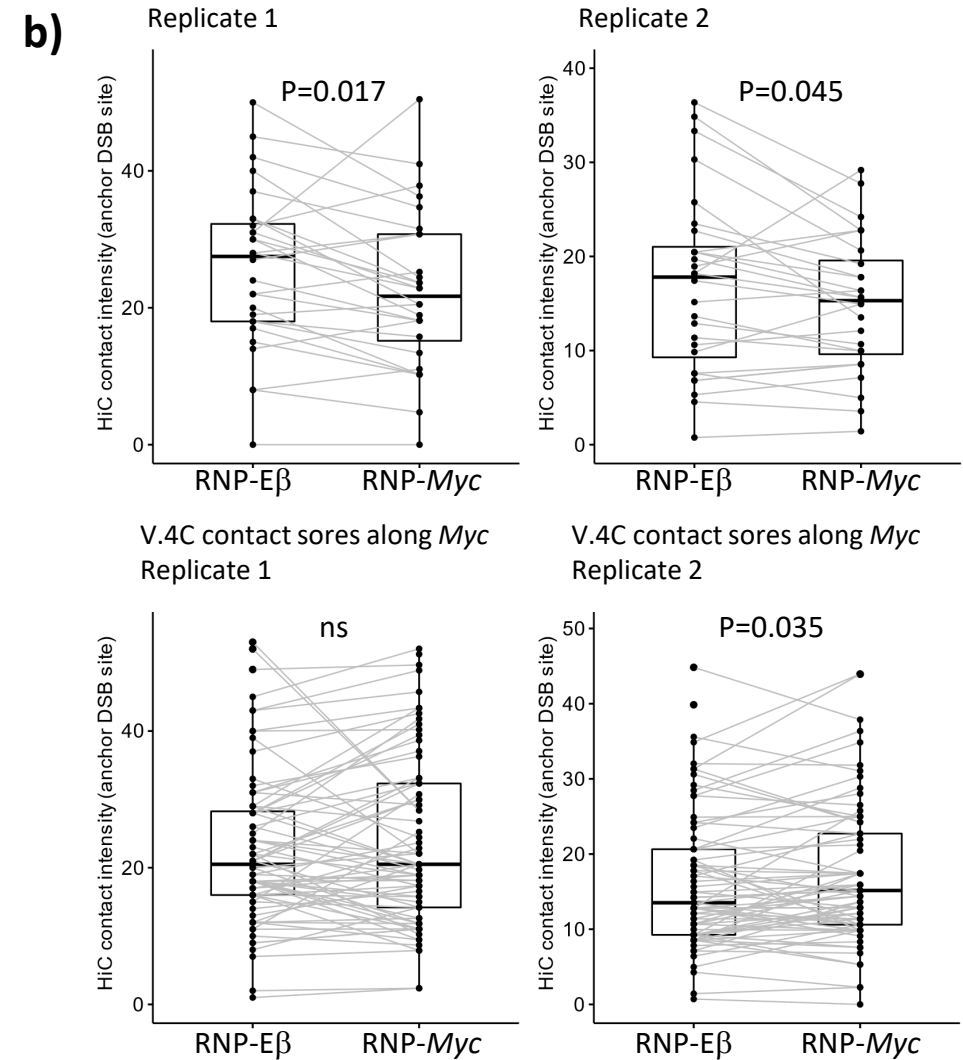 b)
Replicate 1
HiC contact intensity (anchor DSB site)
P=0.017
40
20
0
RNP-Eβ RNP-Myc
Replicate 2
HiC contact intensity (anchor DSB site)
P=0.045
40
30
20
10
0
RNP-Eβ RNP-Myc
V.4C contact sores along Myc
Replicate 1
HiC contact intensity (anchor DSB site)
ns
40
20
0
RNP-Eβ RNP-Myc
V.4C contact sores along Myc
Replicate 2
HiC contact intensity (anchor DSB site)
P=0.035
50
40
30
20
10
0
RNP-Eβ RNP-Myc